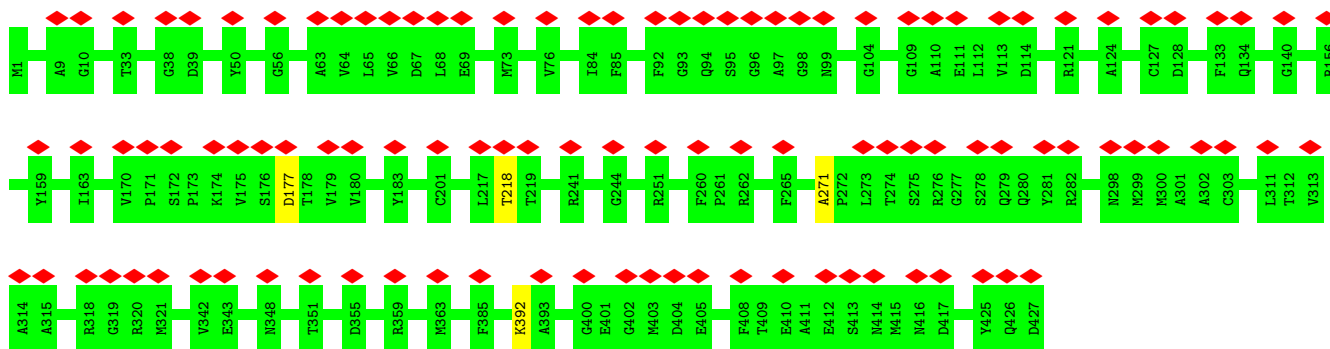 M1 A9 G10 T33 G38 D39 Y50 G56 A63 V64 L65 V66 D67 L68 E69 M73 V76 I84 F85 F92 G93 Q94 S95 G96 A97 G98 N99 G104 G109 A110 E111 L112 V113 D114 R121 A124 C127 D128 F133 Q134 G140 R156
Y159 I163 V170 P171 S172 P173 K174 V175 S176 D177 T178 V179 V180 Y183 C201 L217 T218 T219 R241 G244 R251 F260 P261 R262 F265 A271 P272 L273 T274 S275 R276 G277 S278 Q279 Q280 Y281 R282 N298 M299 M300 A301 A302 C303 L311 T312 V313
A314 A315 R318 G319 R320 M321 V342 E343 N348 T351 D355 R359 M363 F385 K392 A393 G400 E401 G402 M403 D404 E405 F408 T409 E410 A411 E412 S413 N414 M415 N416 D417 Y425 Q426 D427